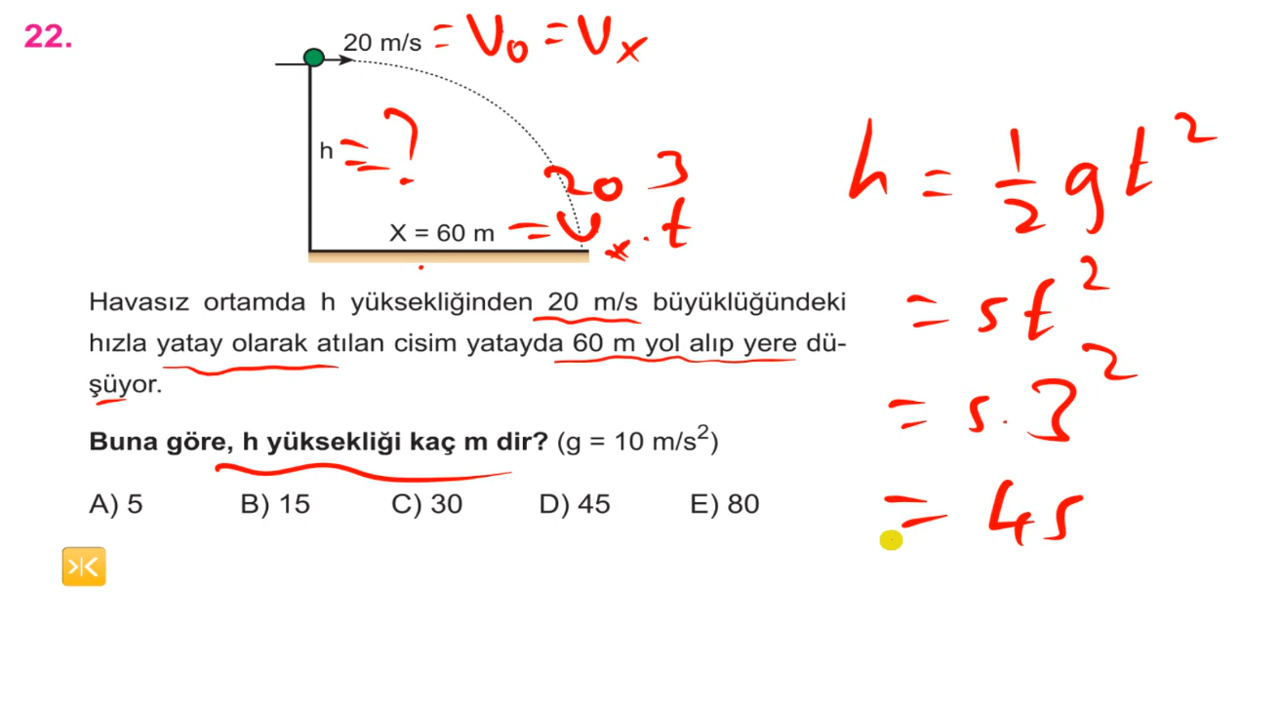 22.
20 m/s = V₀ = Vₓ
h = ?
20 3
X = 60 m = Vₓ . t
Havasız ortamda h yüksekliğinden 20 m/s büyüklüğündeki
hızla yatay olarak atılan cisim yatayda 60 m yol alıp yere dü-
şüyor.
Buna göre, h yüksekliği kaç m dir? (g = 10 m/s²)
A) 5 B) 15 C) 30 D) 45 E) 80
h = 1/2 gt²
= 5t²
= 5.3²
= 45